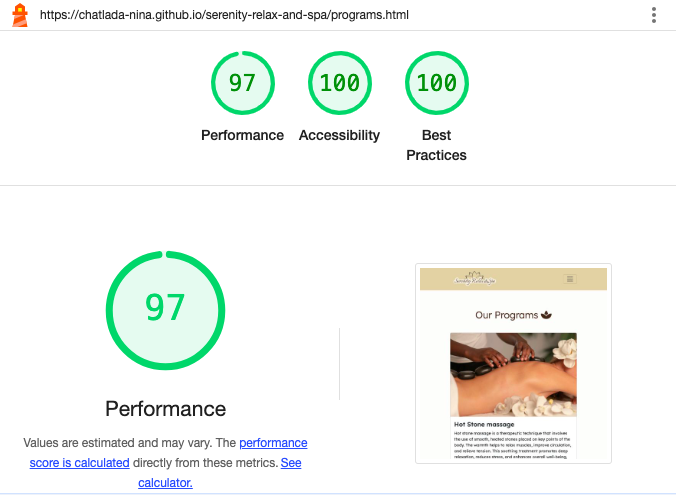 https://chatlada-nina.github.io/serenity-relax-and-spa/programs.html
97
100
100
Performance
Accessibility
Best
Practices
97
Performance
Values are estimated and may vary. The performance
score is calculated directly from these metrics. See
calculator.
Our Programs
Hot Stone massage
Hot stone massage is a therapeutic technique that involves
the use of smooth, heated stones placed on key points of the
body. The warmth helps to relax muscles, improve circulation,
and relieve tension. This soothing treatment promotes deep
relaxation, reduces stress, and enhances overall well-being.